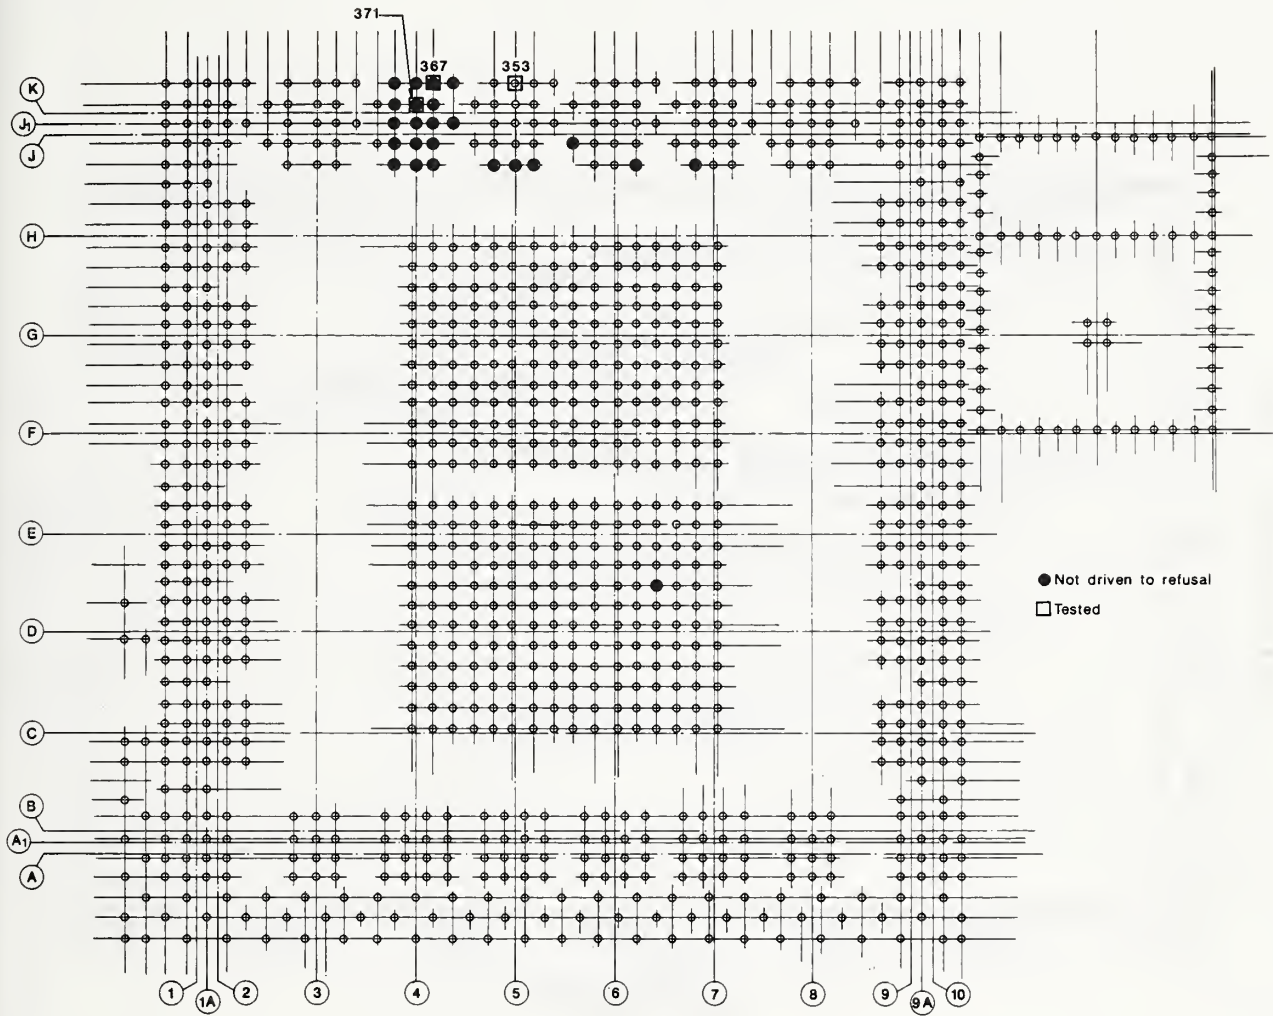 371
367 353
K
J1
J
H
G
F
E
● Not driven to refusal
□ Tested
D
C
B
A1
A
1 1A 2 3 4 5 6 7 8 9 9A 10